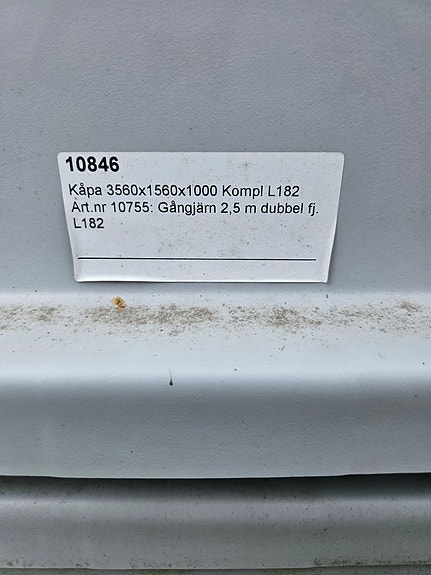 10846
Kåpa 3560x1560x1000 Kompl L182
Art.nr 10755: Gångjärn 2,5 m dubbel fj.
L182